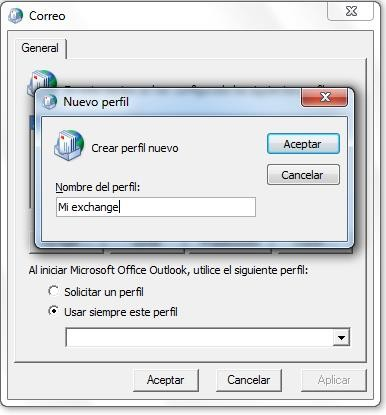 Correo
General
Nuevo perfil
Crear perfil nuevo
Aceptar
Cancelar
Nombre del perfil:
Mi exchange
Al iniciar Microsoft Office Outlook, utilice el siguiente perfil:
Solicitar un perfil
Usar siempre este perfil
Aceptar
Cancelar
Aplicar